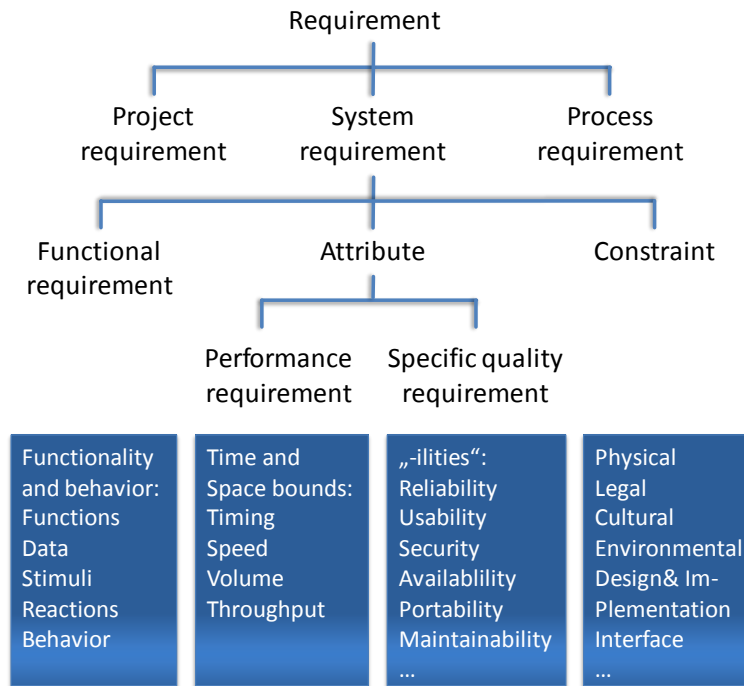 Requirement
Project
requirement
System
requirement
Process
requirement
Functional
requirement
Attribute
Constraint
Performance
requirement
Specific quality
requirement
Functionality
and behavior:
Functions
Data
Stimuli
Reactions
Behavior
Time and
Space bounds:
Timing
Speed
Volume
Throughput
„-ilities“:
Reliability
Usability
Security
Availablility
Portability
Maintainability
...
Physical
Legal
Cultural
Environmental
Design& Im-
Plementation
Interface
...